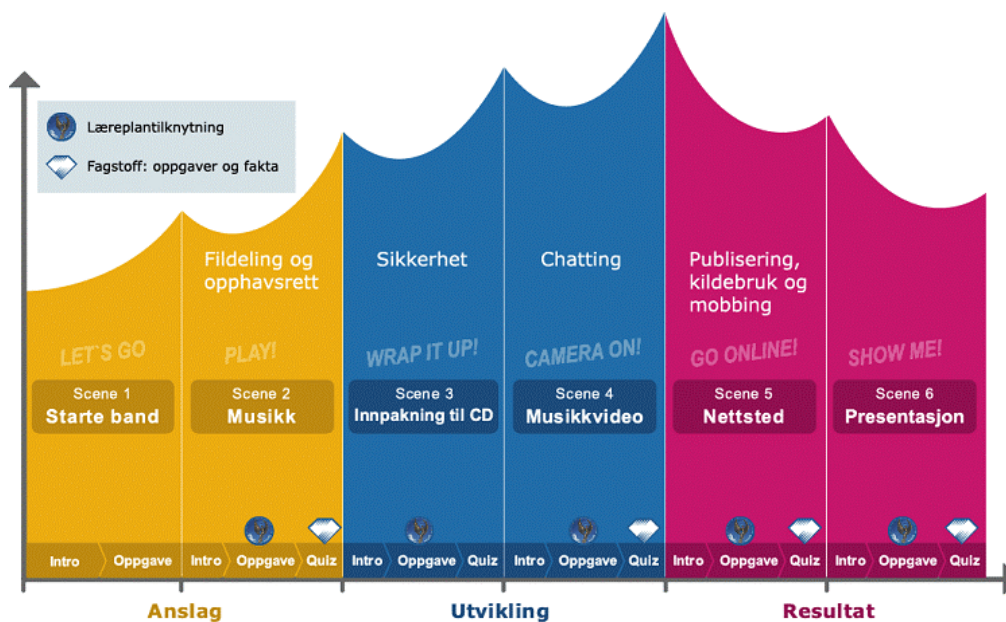 Læreplantilknytning
Fagstoff: oppgaver og fakta
Fildeling og
opphavsrett
Sikkerhet
Chatting
Publisering,
kildebruk og
mobbing
LET`S GO
PLAY!
WRAP IT UP!
CAMERA ON!
GO ONLINE!
SHOW ME!
Scene 1
Starte band
Scene 2
Musikk
Scene 3
Innpakning til CD
Scene 4
Musikkvideo
Scene 5
Nettsted
Scene 6
Presentasjon
Intro
Oppgave
Intro
Oppgave
Quiz
Intro
Oppgave
Quiz
Intro
Oppgave
Quiz
Intro
Oppgave
Quiz
Intro
Oppgave
Quiz
Anslag
Utvikling
Resultat